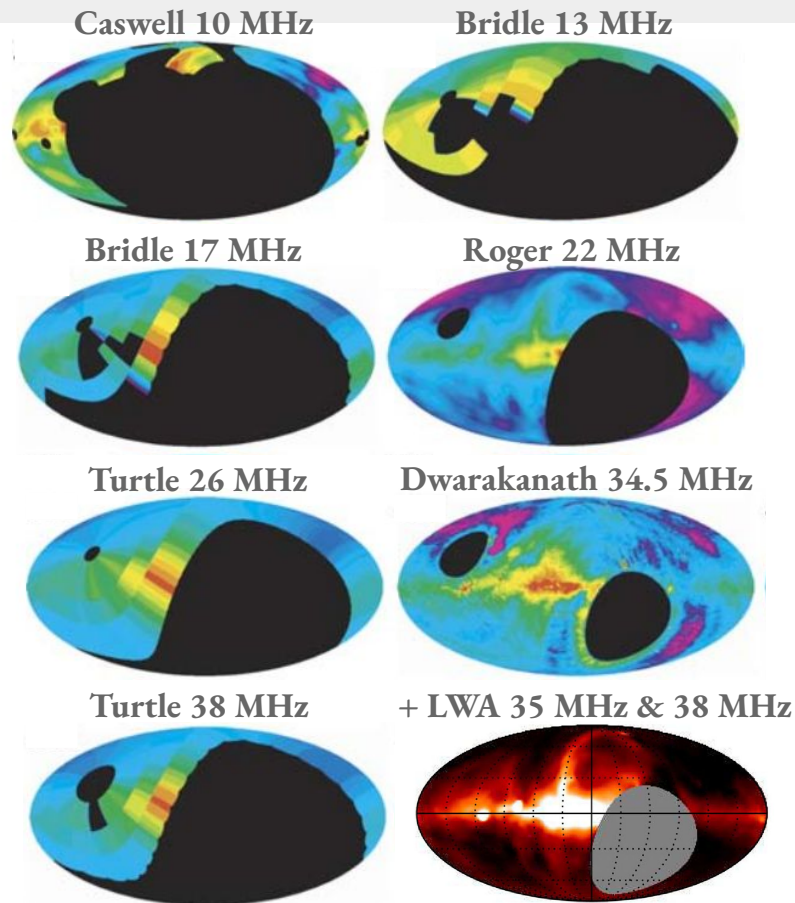 Caswell 10 MHz
Bridle 13 MHz
Bridle 17 MHz
Roger 22 MHz
Turtle 26 MHz
Dwarakanath 34.5 MHz
Turtle 38 MHz
+ LWA 35 MHz & 38 MHz